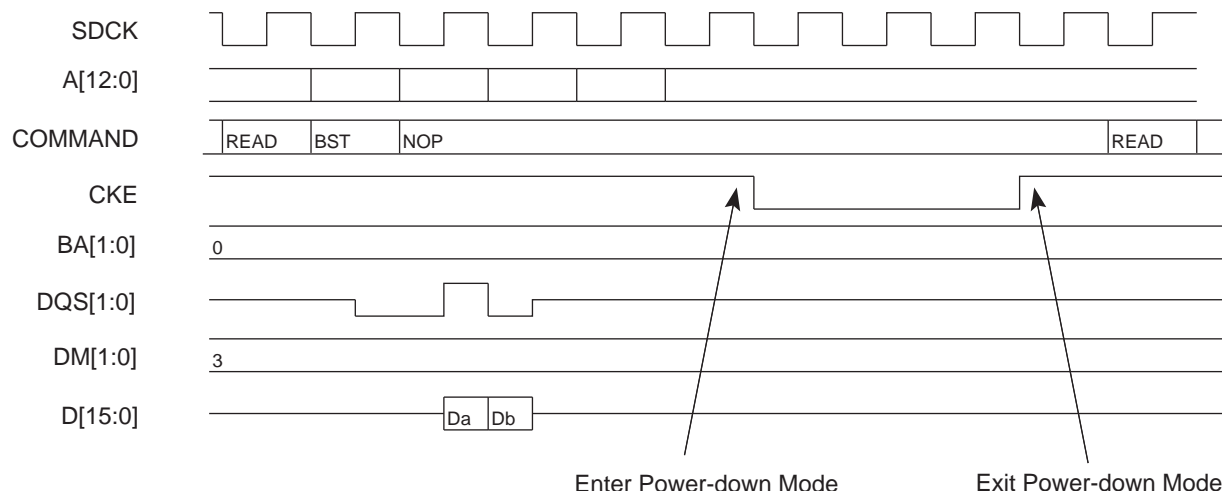 SDCK
A[12:0]
COMMAND READ BST NOP READ
CKE
BA[1:0] 0
DQS[1:0]
DM[1:0] 3
D[15:0] Da Db
Enter Power-down Mode Exit Power-down Mode